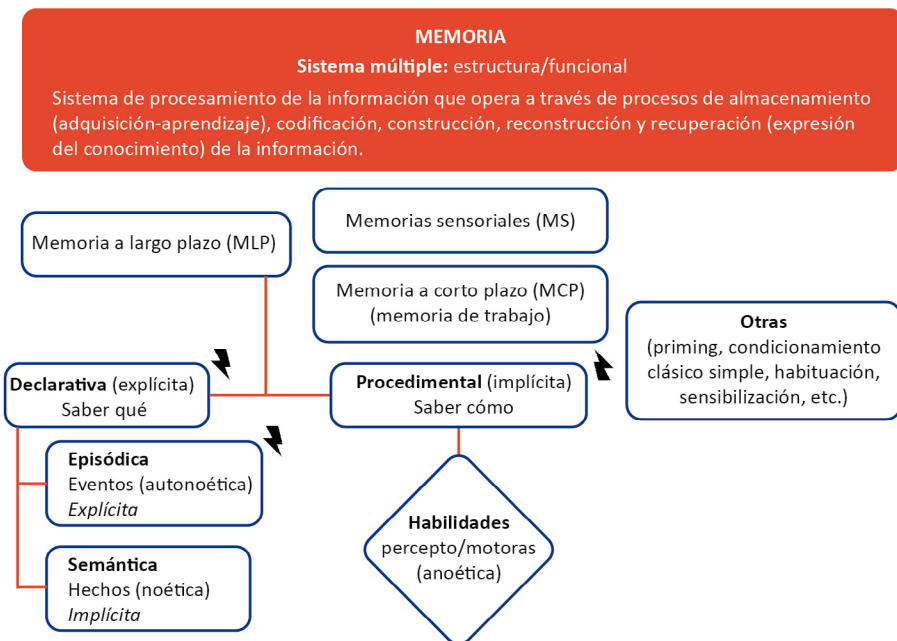 MEMORIA
Sistema múltiple: estructura/funcional
Sistema de procesamiento de la información que opera a través de procesos de almacenamiento
(adquisición-aprendizaje), codificación, construcción, reconstrucción y recuperación (expresión
del conocimiento) de la información.
Memoria a largo plazo (MLP)
Memorias sensoriales (MS)
Memoria a corto plazo (MCP)
(memoria de trabajo)
Otras
(priming, condicionamiento
clásico simple, habituación,
sensibilización, etc.)
Declarativa (explícita)
Saber qué
Procedimental (implícita)
Saber cómo
Episódica
Eventos (autonoética)
Explícita
Semántica
Hechos (noética)
Implícita
Habilidades
percepto/motoras
(anoética)